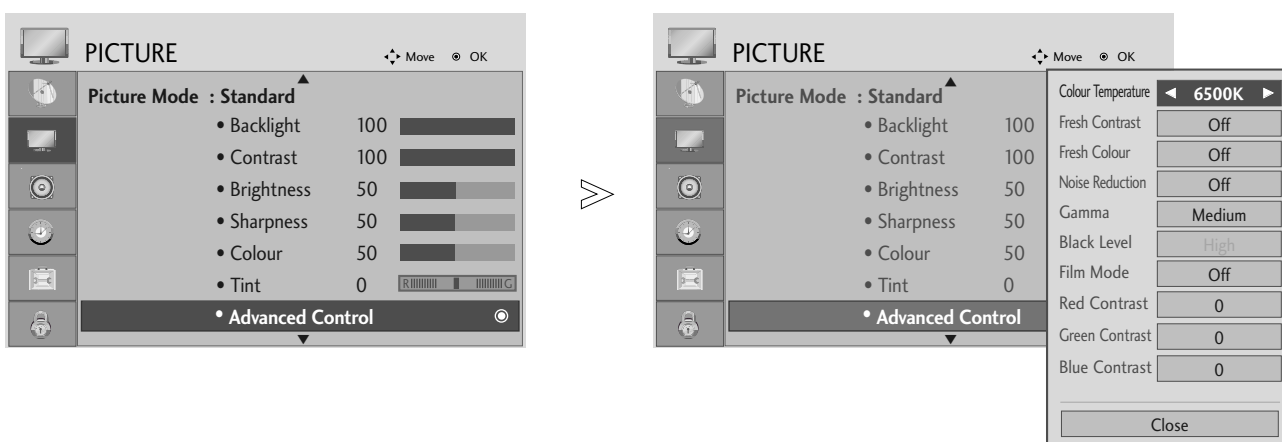 PICTURE
Move OK
Picture Mode : Standard
• Backlight 100
• Contrast 100
• Brightness 50
• Sharpness 50
• Colour 50
• Tint 0 R G
• Advanced Control
PICTURE
Move OK
Picture Mode : Standard
• Backlight 100
• Contrast 100
• Brightness 50
• Sharpness 50
• Colour 50
• Tint 0
• Advanced Control
Colour Temperature 6500K
Fresh Contrast Off
Fresh Colour Off
Noise Reduction Off
Gamma Medium
Black Level High
Film Mode Off
Red Contrast 0
Green Contrast 0
Blue Contrast 0
Close